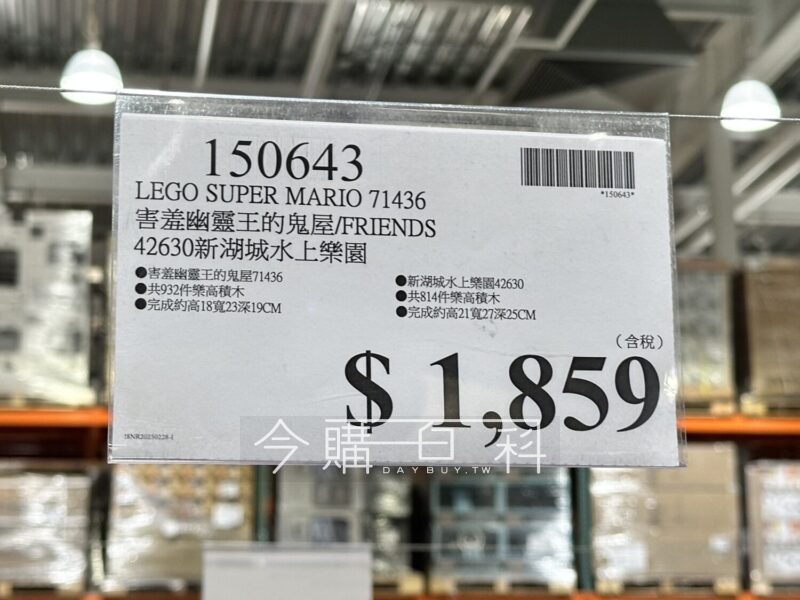 150643
*150643*
LEGO SUPER MARIO 71436
害羞幽靈王的鬼屋/FRIENDS
42630新湖城水上樂園
●害羞幽靈王的鬼屋71436
●共932件樂高積木
●完成約高18寬23深19CM
●新湖城水上樂園42630
●共814件樂高積木
●完成約高21寬27深25CM
(含稅)
$ 1,859
今購百科
DAYBUY.TW